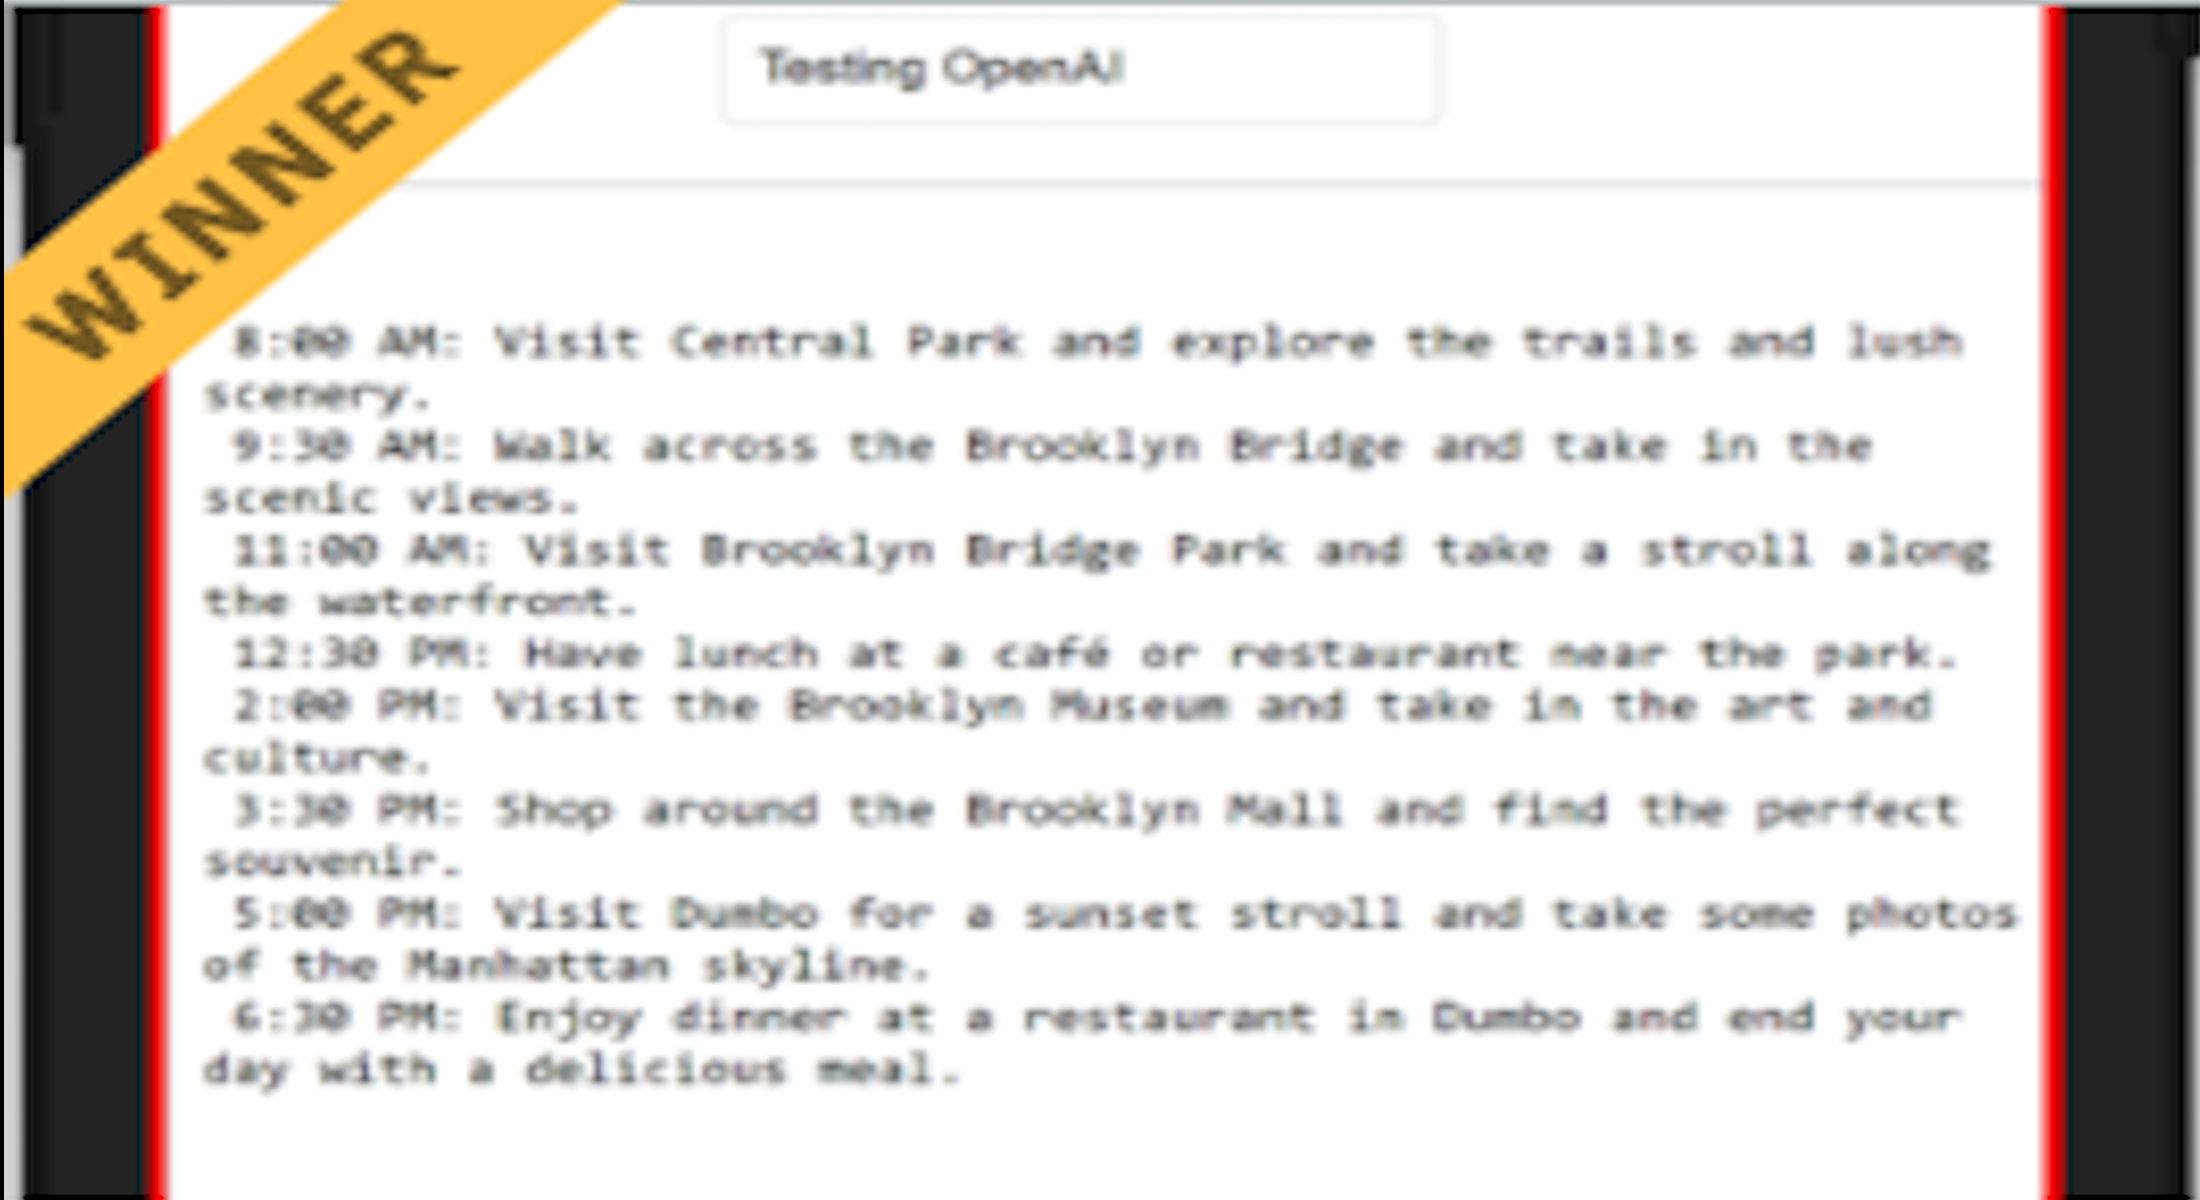 WINNER
Testing OpenAI
8:00 AM: Visit Central Park and explore the trails and lush
scenery.
9:30 AM: Walk across the Brooklyn Bridge and take in the
scenic views.
11:00 AM: Visit Brooklyn Bridge Park and take a stroll along
the waterfront.
12:30 PM: Have lunch at a café or restaurant near the park.
2:00 PM: Visit the Brooklyn Museum and take in the art and
culture.
3:30 PM: Shop around the Brooklyn Mall and find the perfect
souvenir.
5:00 PM: Visit Dumbo for a sunset stroll and take some photos
of the Manhattan skyline.
6:30 PM: Enjoy dinner at a restaurant in Dumbo and end your
day with a delicious meal.